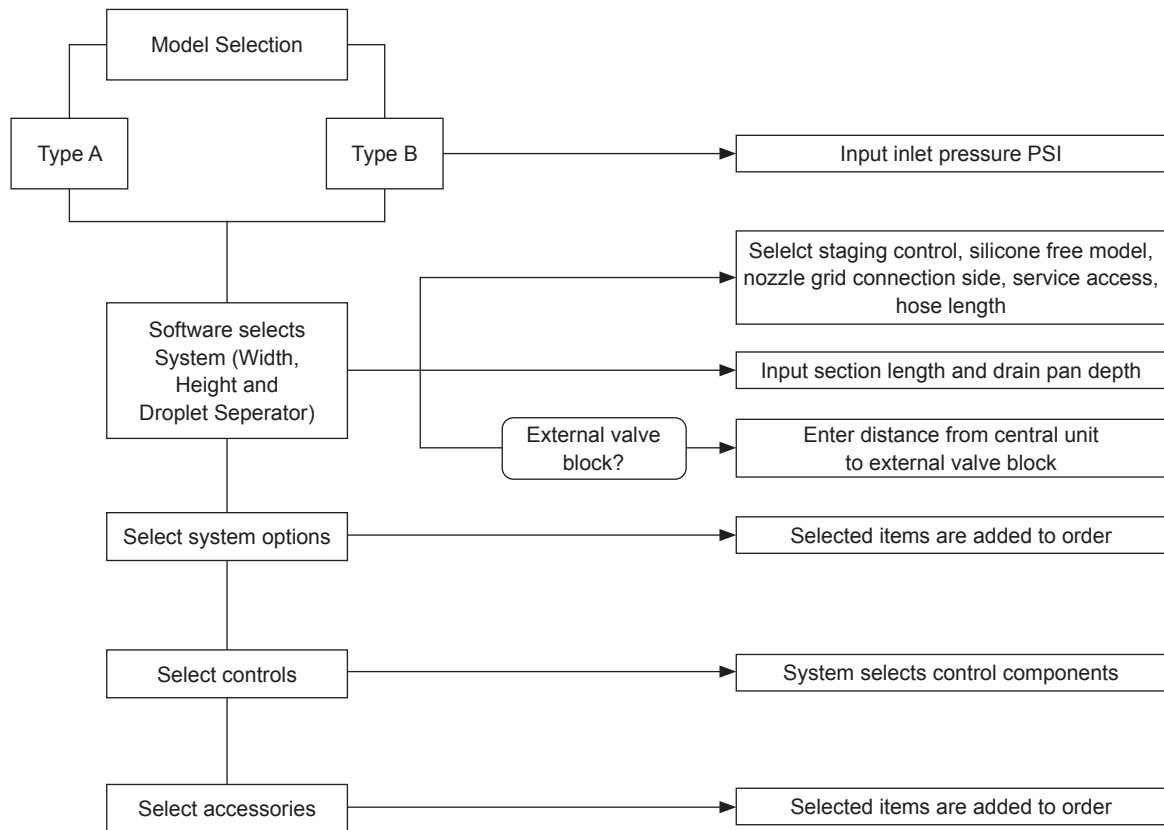 Model Selection
Type A
Type B
Input inlet pressure PSI
Selelct staging control, silicone free model,
nozzle grid connection side, service access,
hose length
Software selects
System (Width,
Height and
Droplet Seperator)
Input section length and drain pan depth
External valve
block?
Enter distance from central unit
to external valve block
Select system options
Selected items are added to order
Select controls
System selects control components
Select accessories
Selected items are added to order